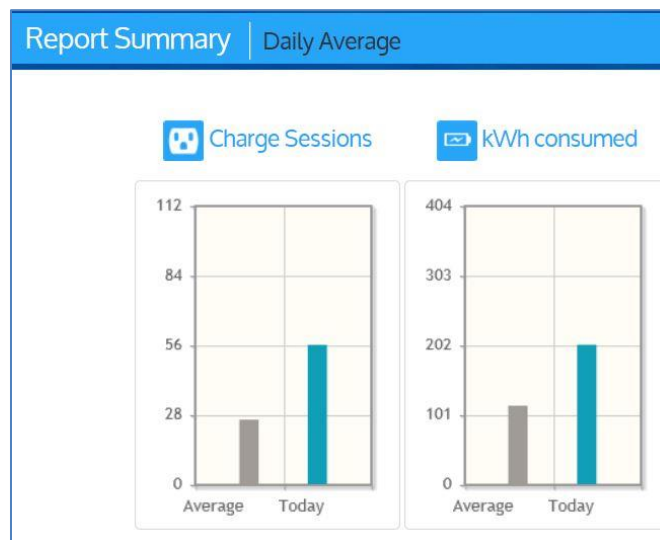 Report Summary Daily Average
Charge Sessions
kWh consumed
112
84
56
28
0
Average Today
404
303
202
101
0
Average Today